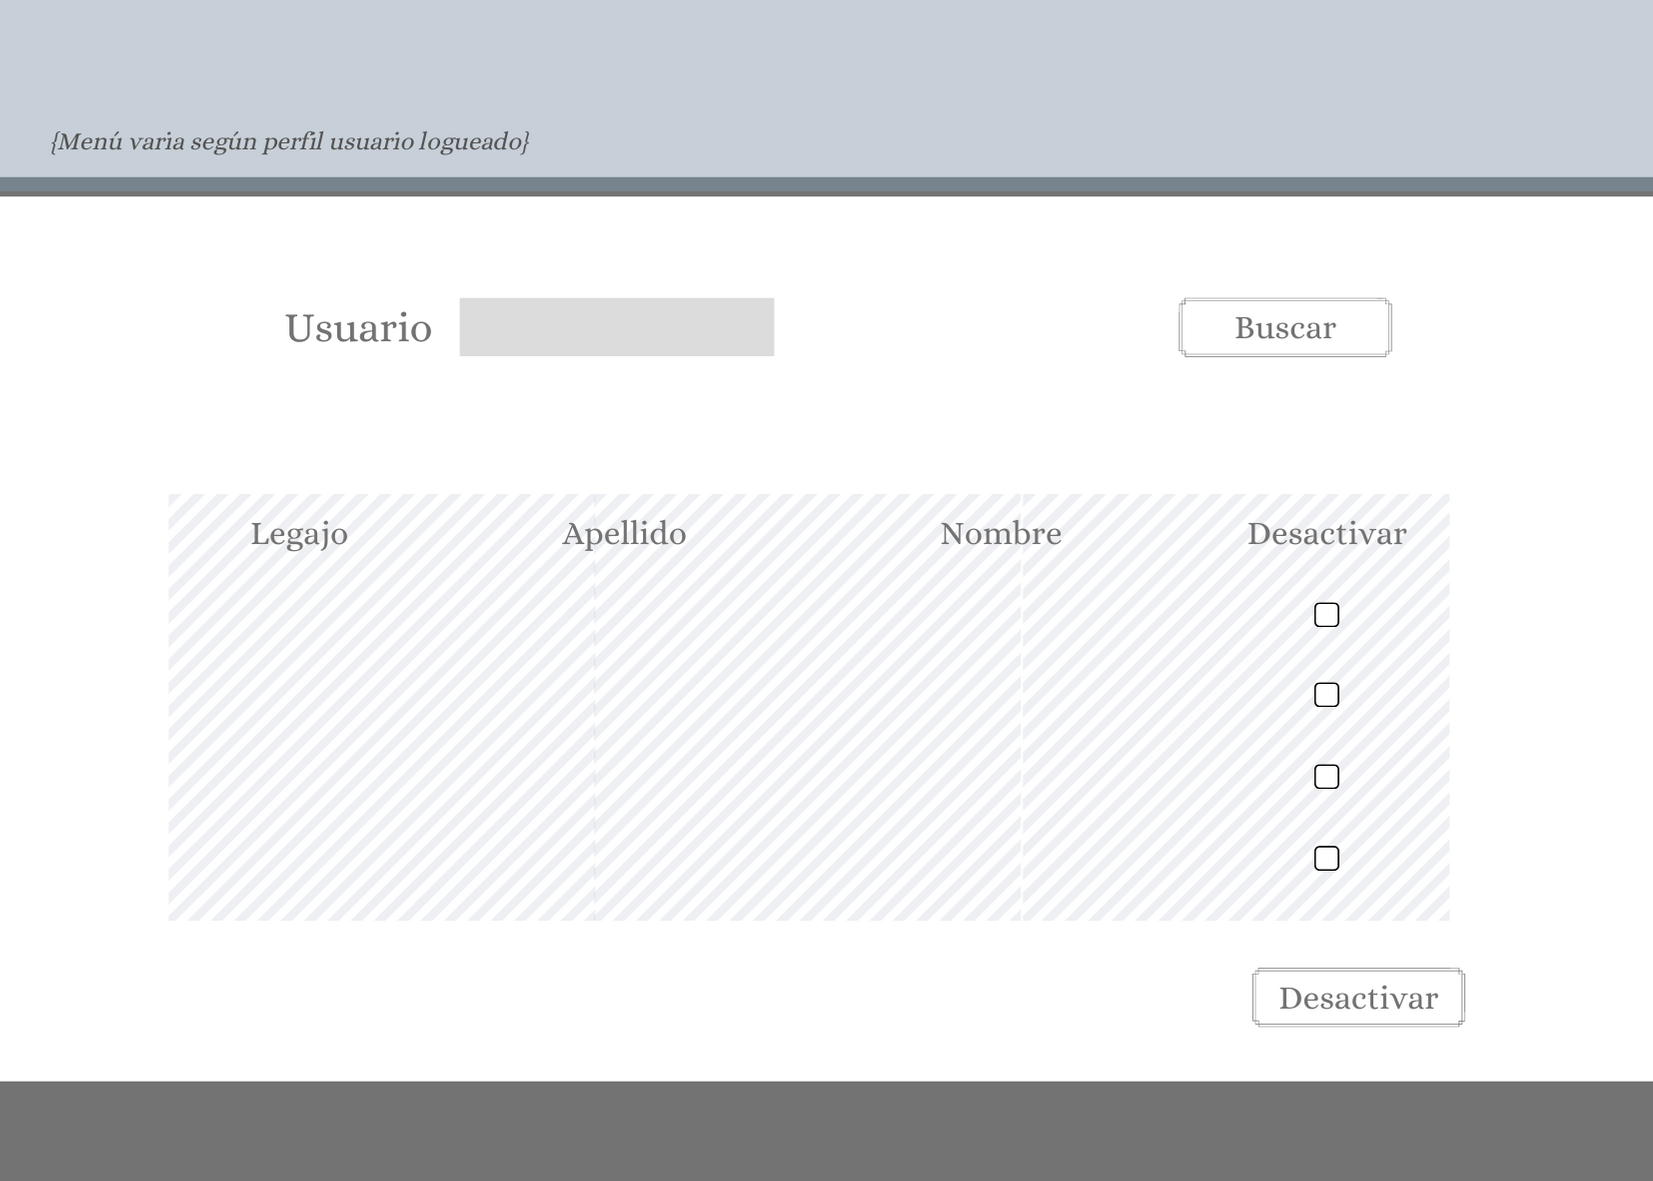 {Menú varia según perfil usuario logueado}
Usuario
Buscar
Legajo Apellido Nombre Desactivar
Desactivar